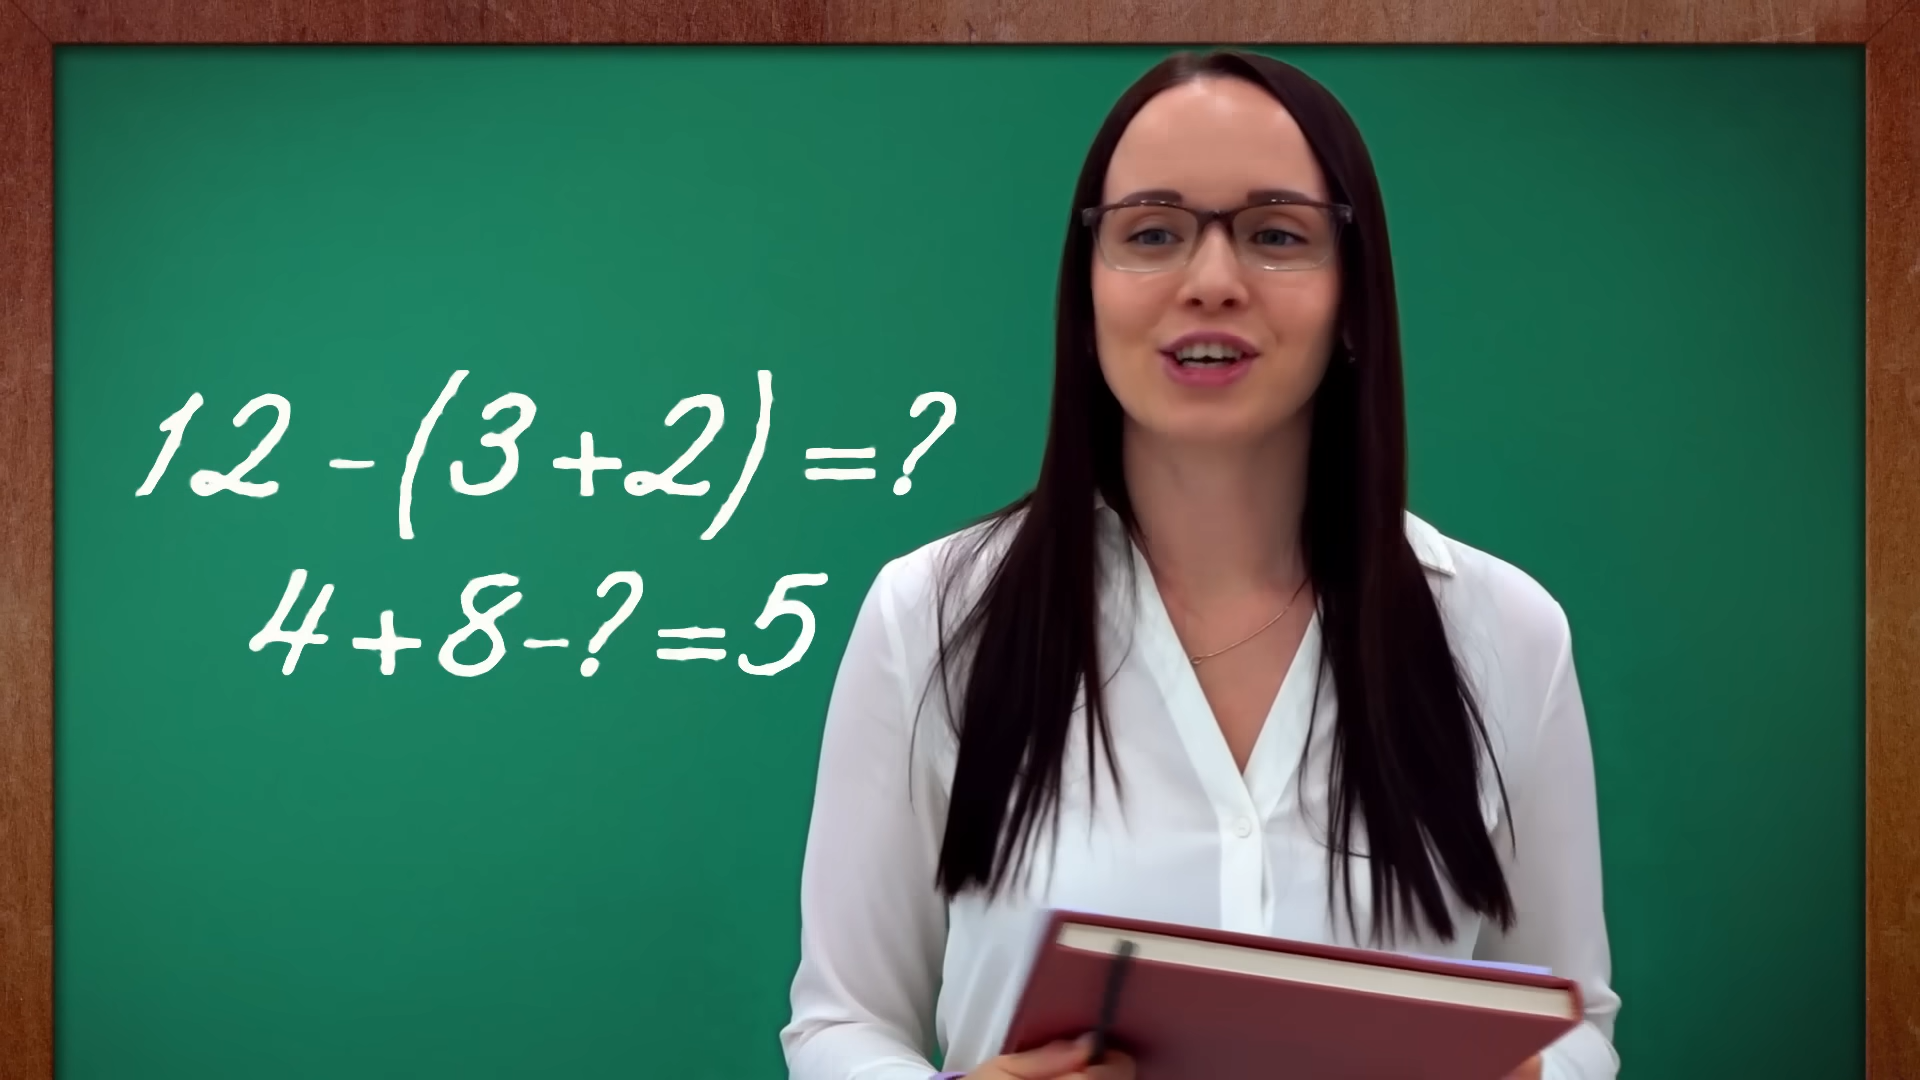 12 - (3 + 2) = ?
4 + 8 - ? = 5